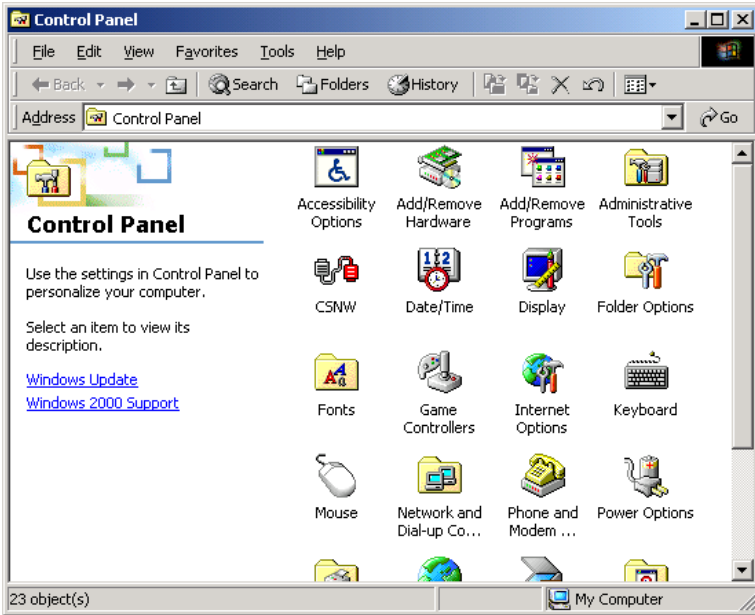 Control Panel
File Edit View Favorites Tools Help
Back Search Folders History
Address Control Panel Go
Control Panel
Use the settings in Control Panel to
personalize your computer.
Select an item to view its
description.
Windows Update
Windows 2000 Support
Accessibility
Options
Add/Remove
Hardware
Add/Remove
Programs
Administrative
Tools
CSNW
Date/Time
Display
Folder Options
Fonts
Game
Controllers
Internet
Options
Keyboard
Mouse
Network and
Dial-up Co...
Phone and
Modem ...
Power Options
23 object(s)
My Computer